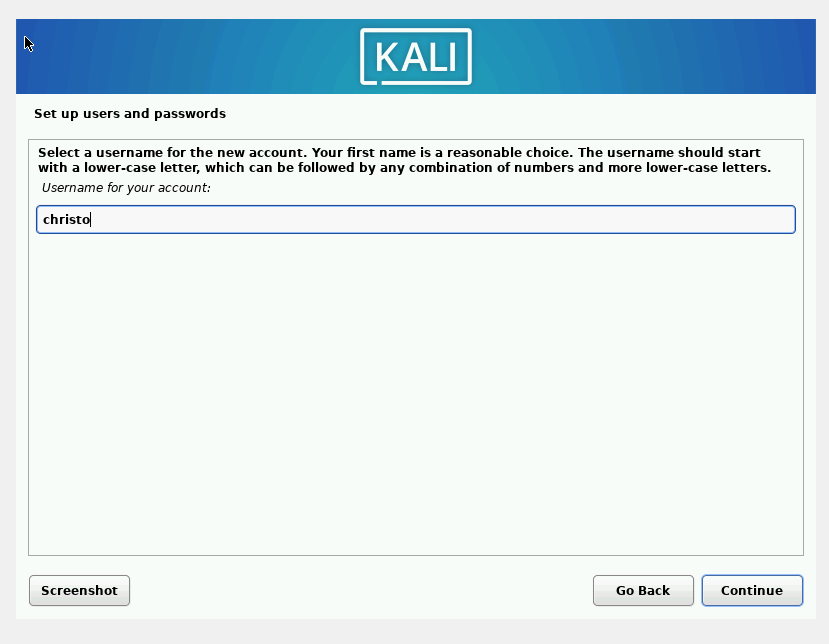 KALI
Set up users and passwords
Select a username for the new account. Your first name is a reasonable choice. The username should start
with a lower-case letter, which can be followed by any combination of numbers and more lower-case letters.
Username for your account:
christo
Screenshot
Go Back
Continue